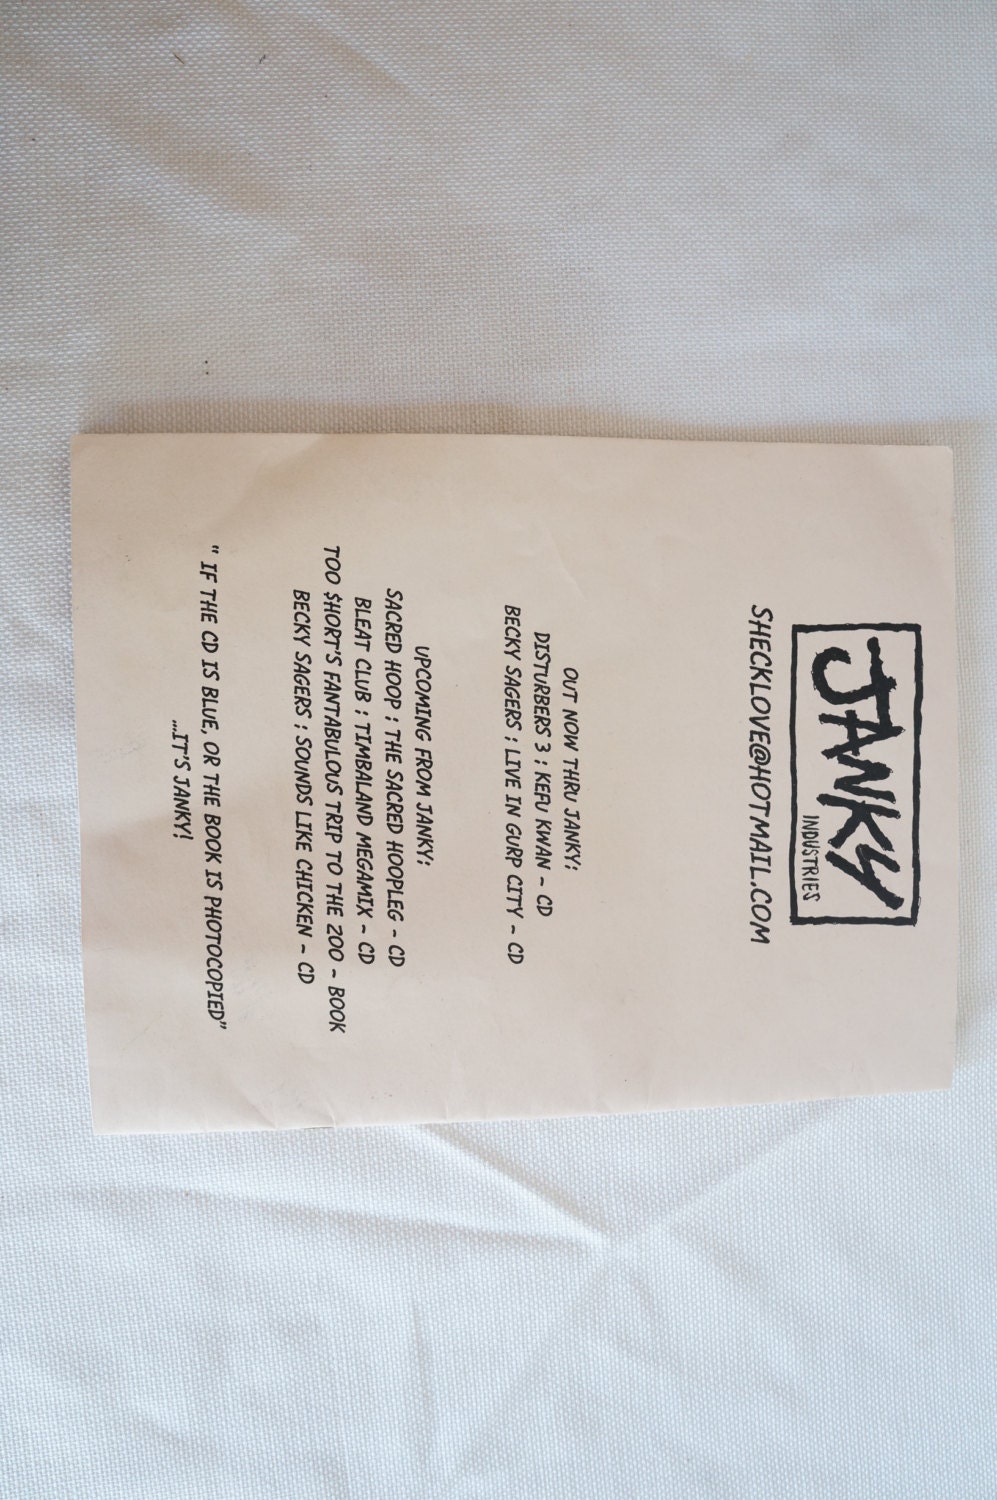 JANKY
INDUSTRIES
SHECKLOVE@HOTMAIL.COM
OUT NOW THRU JANKY:
DISTURBERS 3 ; KEFU KWAN - CD
BECKY SAGERS ; LIVE IN GURP CITY - CD
UPCOMING FROM JANKY:
SACRED HOOP ; THE SACRED HOOPLEG - CD
BLEAT CLUB ; TIMBALAND MEGAMIX - CD
TOO $HORT'S FANTABULOUS TRIP TO THE ZOO - BOOK
BECKY SAGERS ; SOUNDS LIKE CHICKEN - CD
" IF THE CD IS BLUE, OR THE BOOK IS PHOTOCOPIED"
...IT'S JANKY!